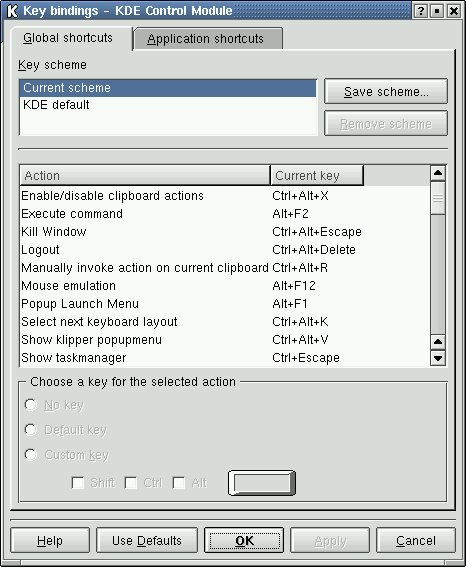 Key bindings - KDE Control Module
Global shortcuts Application shortcuts
Key scheme
Current scheme
KDE default
Save scheme...
Remove scheme
Action Current key
Enable/disable clipboard actions Ctrl+Alt+X
Execute command Alt+F2
Kill Window Ctrl+Alt+Escape
Logout Ctrl+Alt+Delete
Manually invoke action on current clipboard Ctrl+Alt+R
Mouse emulation Alt+F12
Popup Launch Menu Alt+F1
Select next keyboard layout Ctrl+Alt+K
Show klipper popupmenu Ctrl+Alt+V
Show taskmanager Ctrl+Escape
Choose a key for the selected action
No key
Default key
Custom key
Shift Ctrl Alt
Help Use Defaults OK Apply Cancel